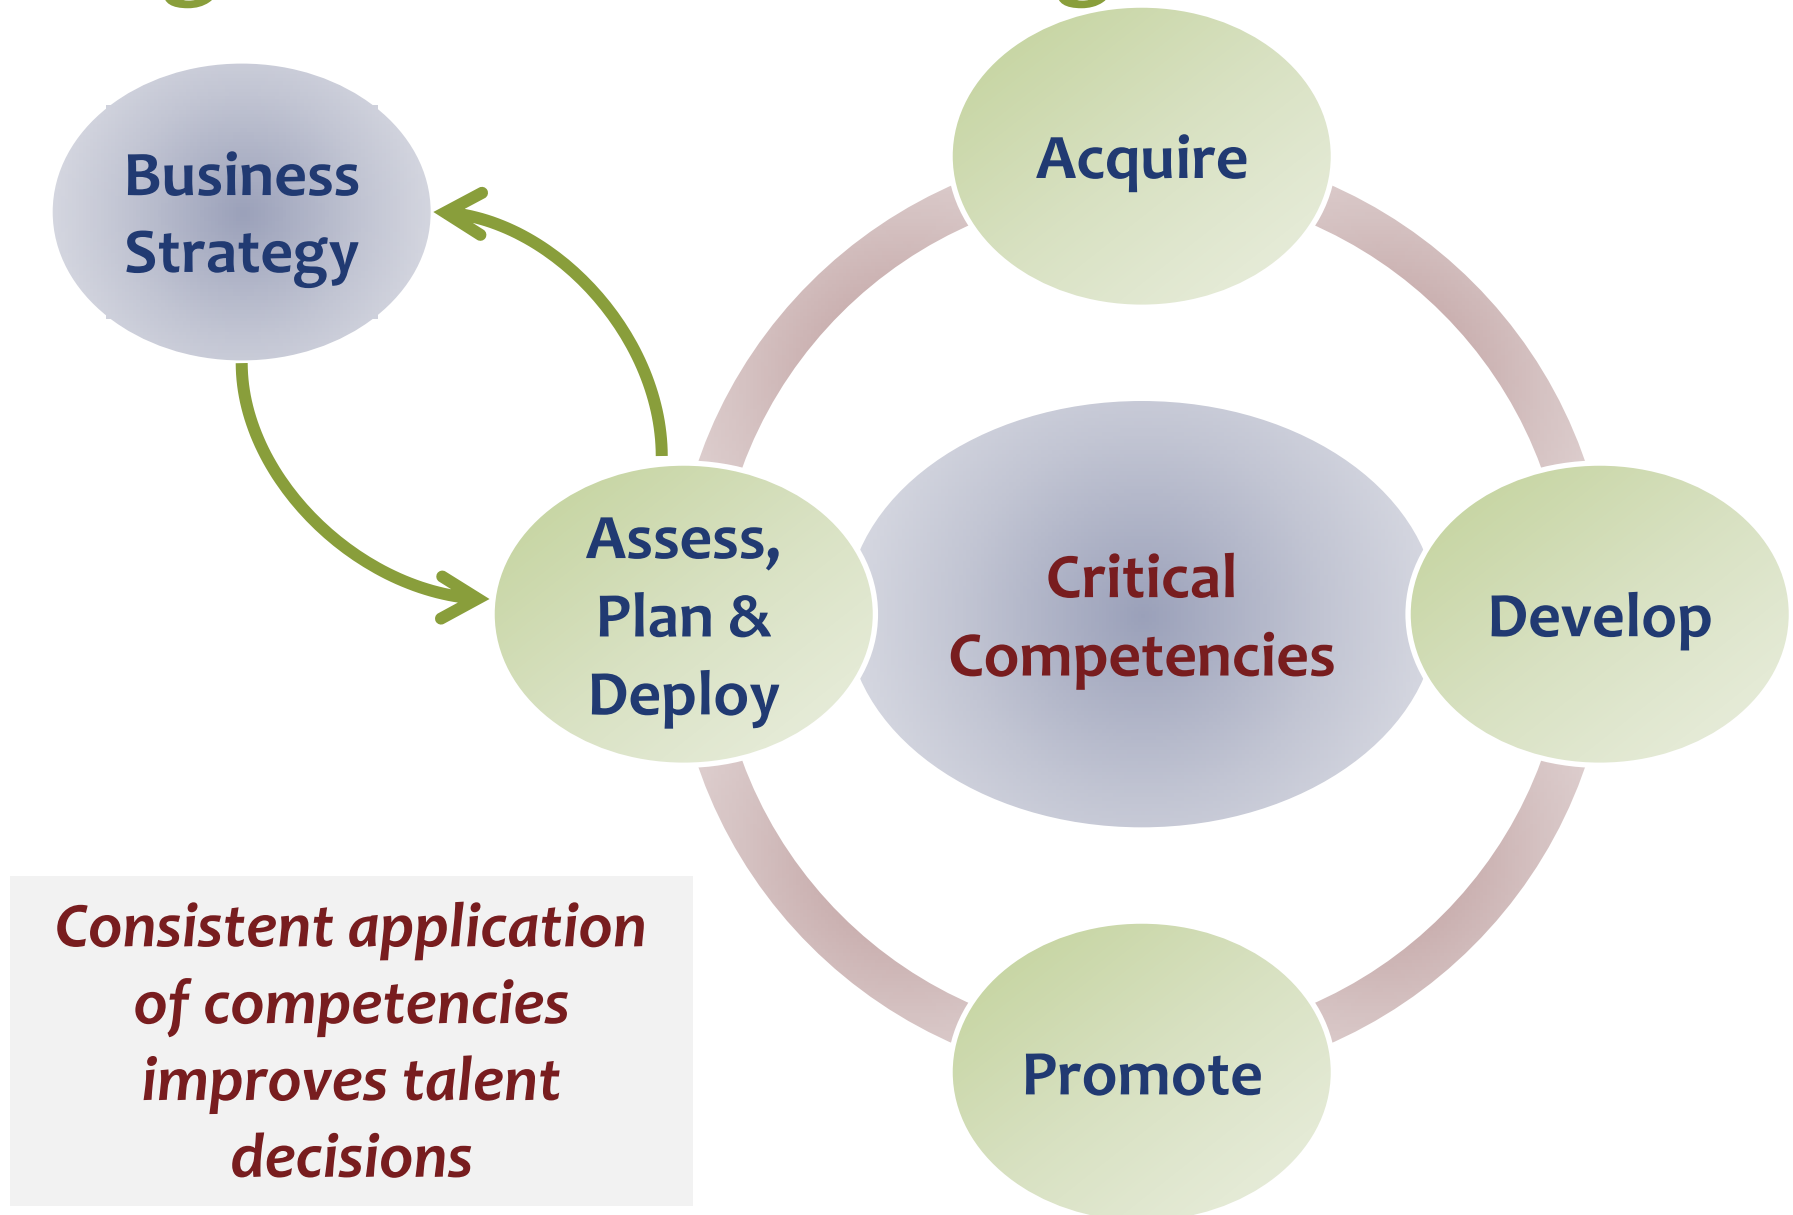 Acquire
Business
Strategy
Assess,
Plan &
Deploy
Critical
Competencies
Develop
Promote
Consistent application
of competencies
improves talent
decisions